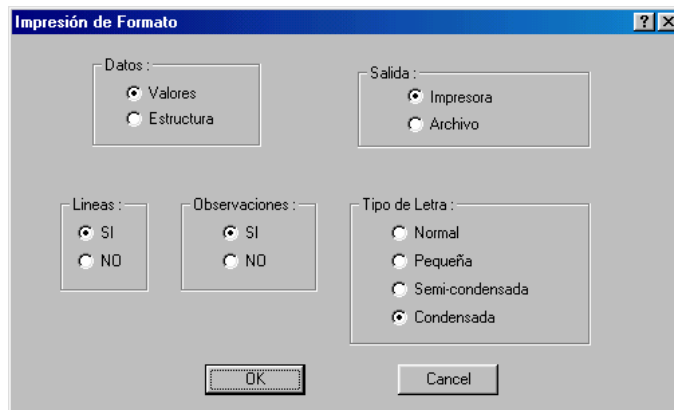 Impresión de Formato
Datos :
Valores
Estructura
Salida :
Impresora
Archivo
Lineas :
SI
NO
Observaciones :
SI
NO
Tipo de Letra :
Normal
Pequeña
Semi-condensada
Condensada
OK
Cancel